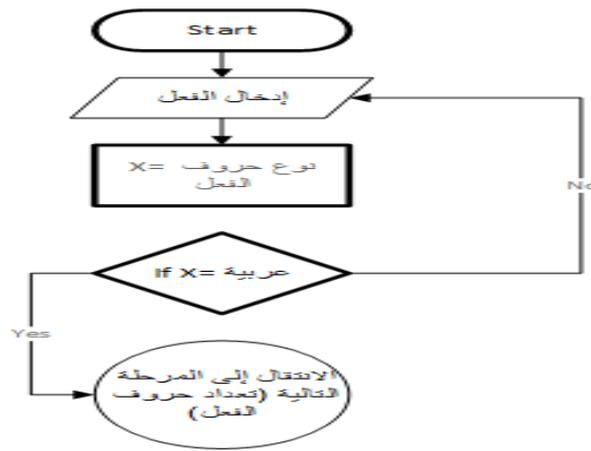 Start
إدخال الفعل
X= نوع حروف
الفعل
If X= عربية
No
Yes
الانتقال إلى المرحلة
التالية (تعداد حروف
الفعل)